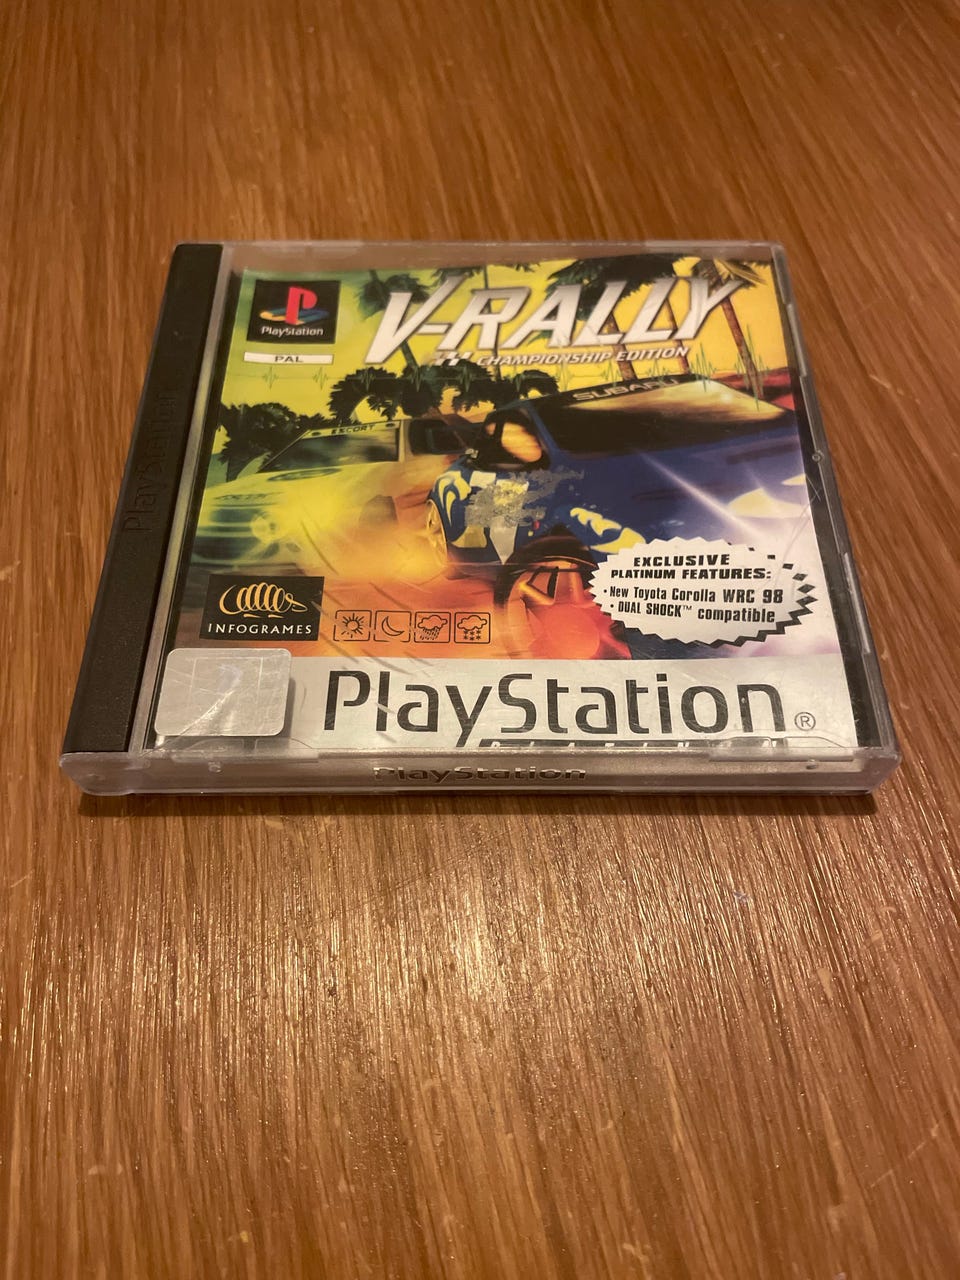 PlayStation
PAL
V-RALLY
CHAMPIONSHIP EDITION
SUBARU
ESCORT
EXCLUSIVE
PLATINUM FEATURES:
• New Toyota Corolla WRC 98
• DUAL SHOCK™ compatible
INFOGRAMES
PlayStation®
PlayStation
PlayStation